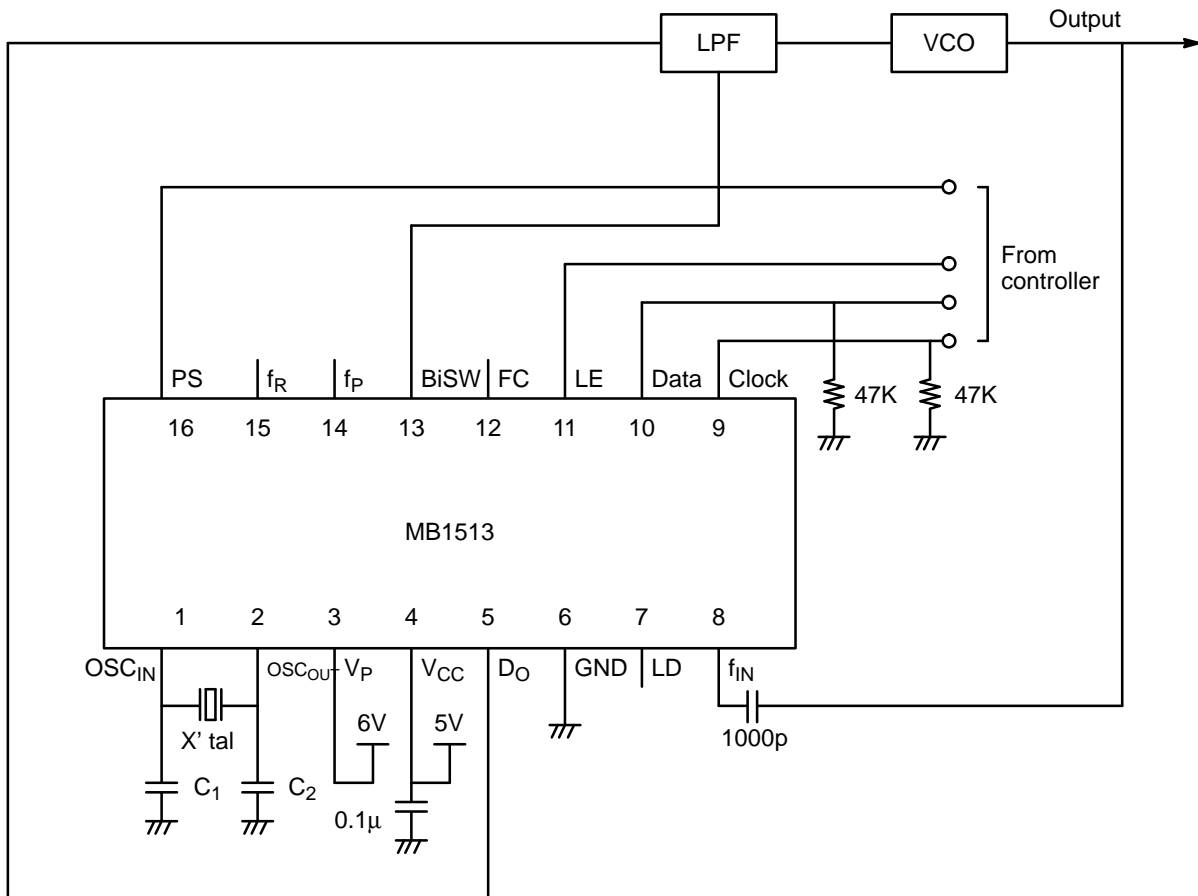 Output
LPF
VCO
From
controller
PS
fR
fP
BiSW
FC
LE
Data
Clock
47K
47K
16
15
14
13
12
11
10
9
MB1513
1
2
3
4
5
6
7
8
OSCIN
OSCOUT
VP
VCC
DO
GND
LD
fIN
6V
5V
1000p
X' tal
C1
C2
0.1μ